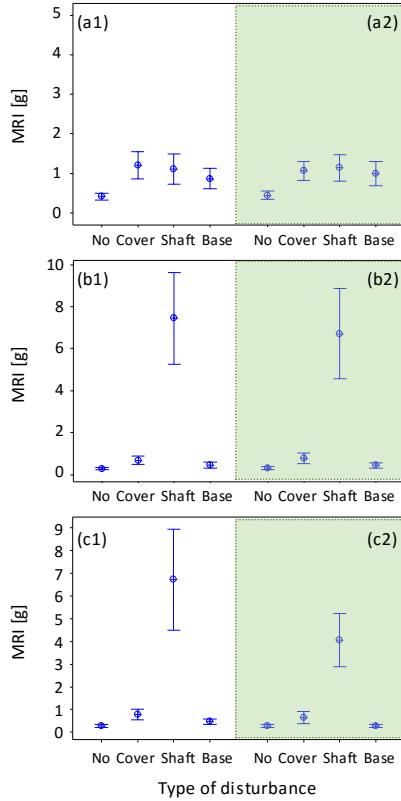 (a1) (a2)
MRI [g]
5
4
3
2
1
0
No Cover Shaft Base No Cover Shaft Base
(b1) (b2)
MRI [g]
10
8
6
4
2
0
No Cover Shaft Base No Cover Shaft Base
(c1) (c2)
MRI [g]
9
8
7
6
5
4
3
2
1
0
No Cover Shaft Base No Cover Shaft Base
Type of disturbance